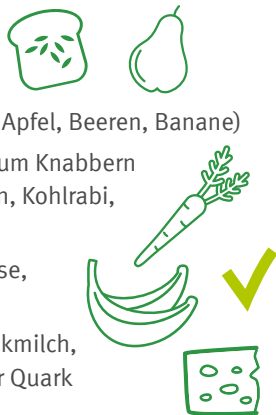 Apfel, Beeren, Banane)
um Knabbern
n, Kohlrabi,
se,
kmilch,
r Quark